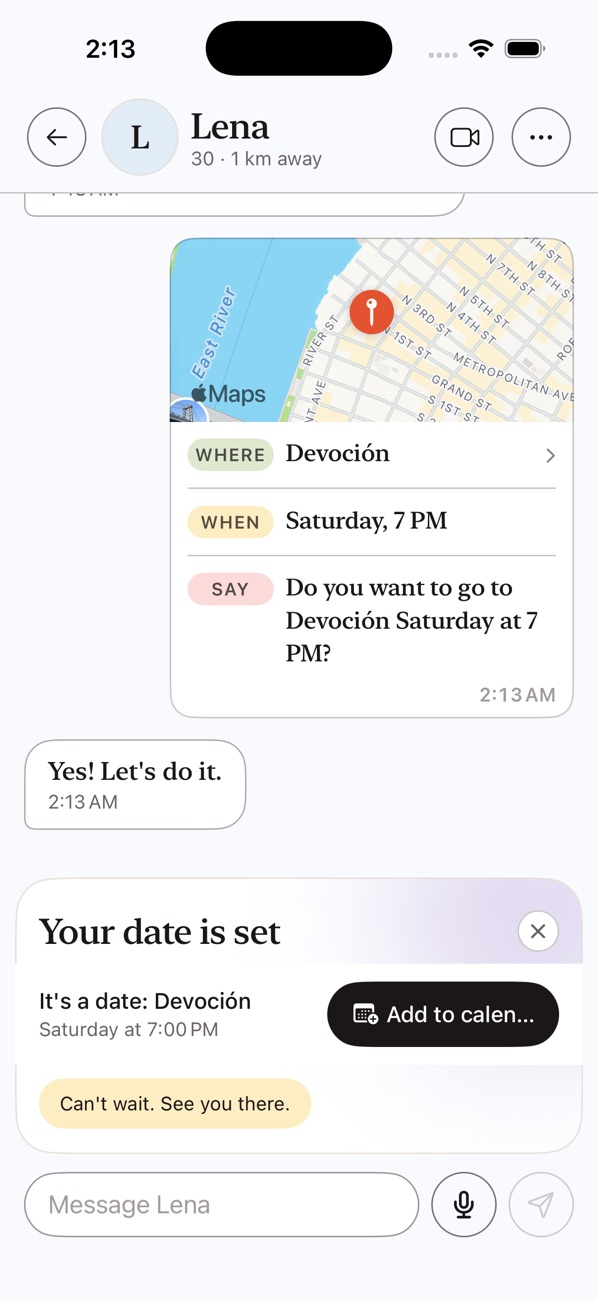 2:13
L
Lena
30 · 1 km away
East River
RIVER ST
N 7TH ST
N 8TH ST
N 5TH ST
N 4TH ST
N 3RD ST
N 1ST ST
METROPOLITAN AVE
GRAND ST
S 1ST ST
Maps
WHERE
Devoción
WHEN
Saturday, 7 PM
SAY
Do you want to go to
Devoción Saturday at 7
PM?
2:13 AM
Yes! Let's do it.
2:13 AM
Your date is set
It's a date: Devoción
Saturday at 7:00 PM
Add to calen...
Can't wait. See you there.
Message Lena